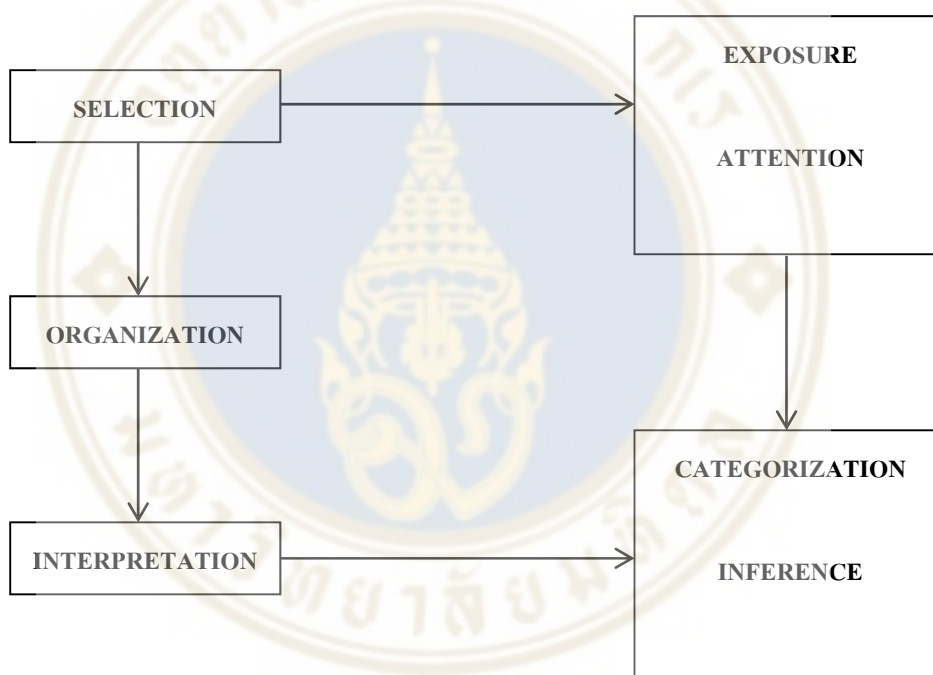 EXPOSURE
SELECTION
ATTENTION
ORGANIZATION
CATEGORIZATION
INTERPRETATION
INFERENCE